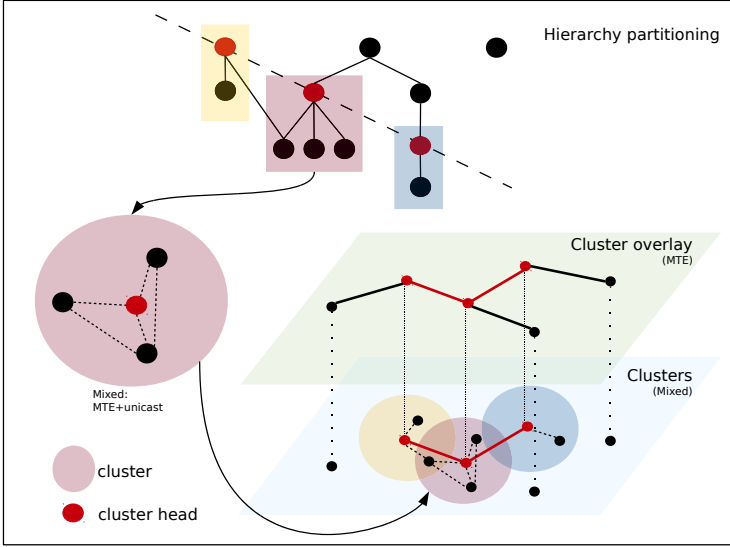 Hierarchy partitioning
Cluster overlay
(MTE)
Clusters
(Mixed)
Mixed:
MTE+unicast
cluster
cluster head